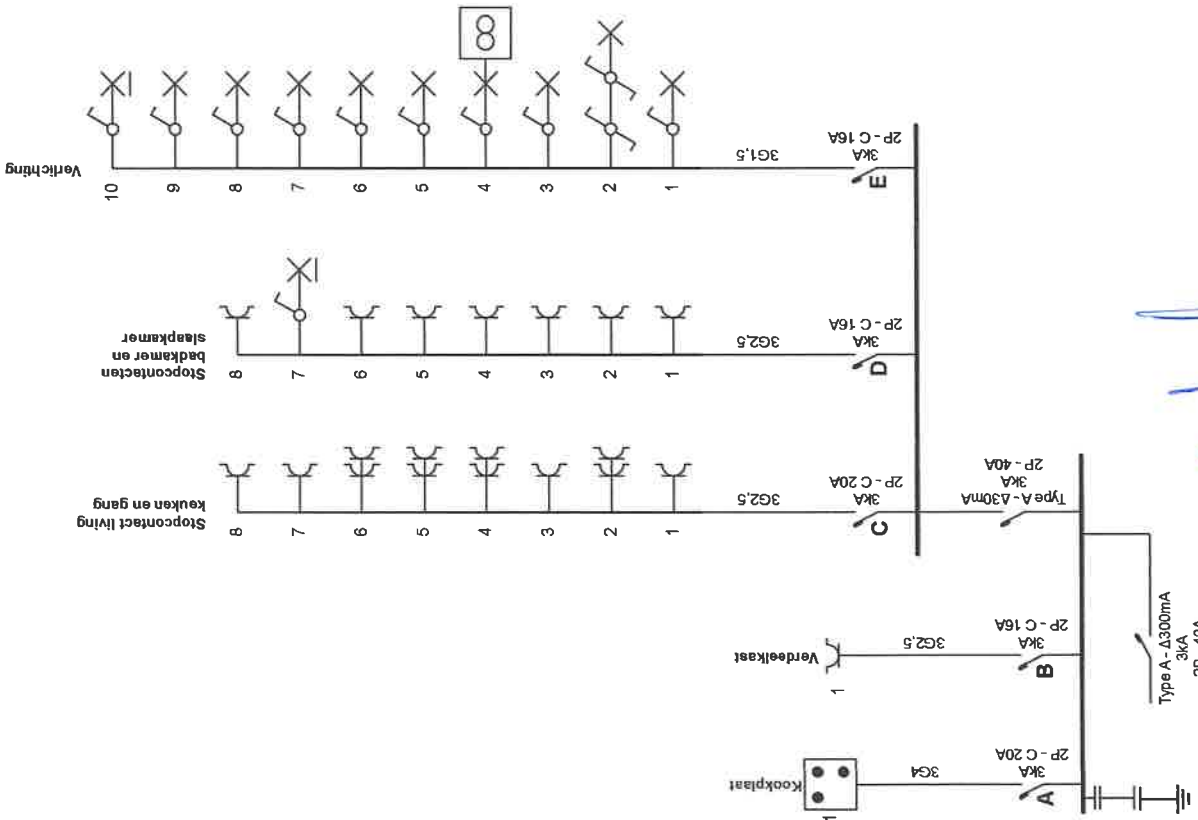 Verlichting
10
9
8
7
6
5
4
3
2
1
3G1,5
2P - C 16A
3kA
E
Stopcontacten
badkamer en
slaapkamer
8
7
6
5
4
3
2
1
3G2,5
2P - C 16A
3kA
D
Stopcontact living
keuken en gang
8
7
6
5
4
3
2
1
3G2,5
2P - C 20A
3kA
C
Type A - Δ30mA
3kA
2P - 40A
Verdeelkast
1
3G2,5
2P - C 16A
3kA
B
Kookplaat
1
3G4
2P - C 20A
3kA
A
Type A - Δ300mA
3kA